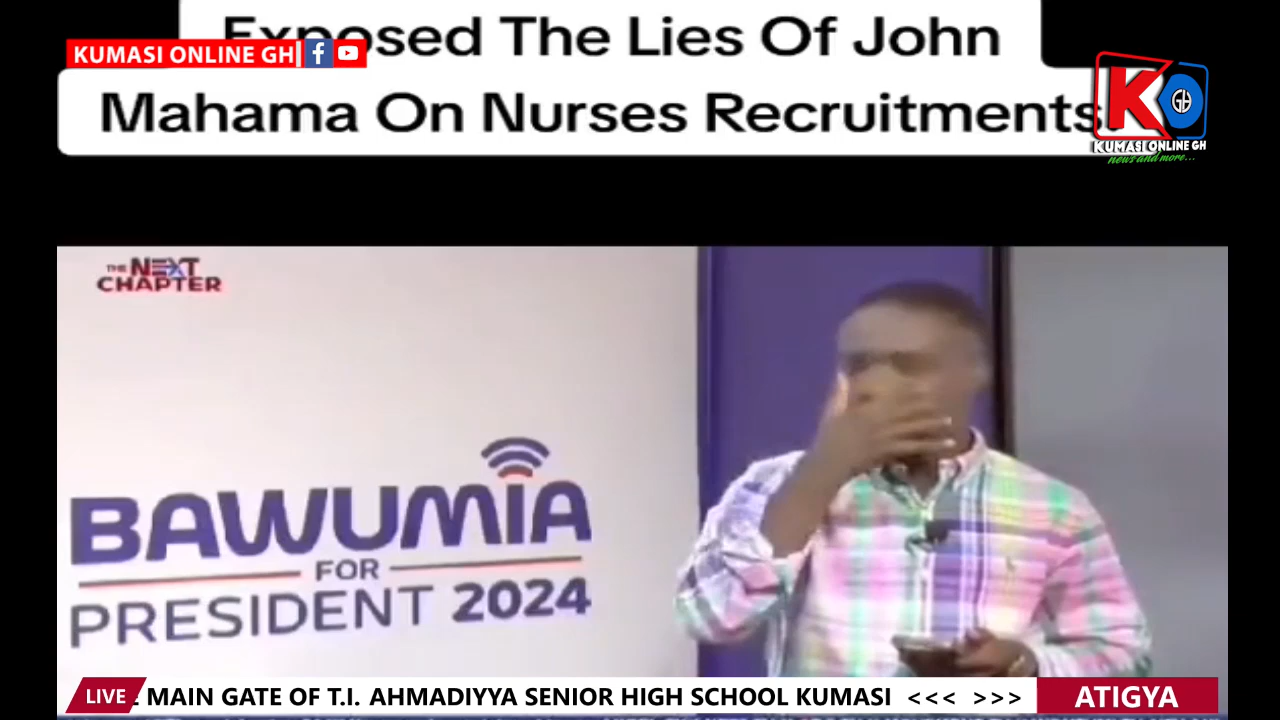 Exposed The Lies Of John
KUMASI ONLINE GH
Mahama On Nurses Recruitments
K
GH
KUMASI ONLINE GH
news and more...
THE NEXT
CHAPTER
BAWUMIA
FOR
PRESIDENT 2024
LIVE MAIN GATE OF T.I. AHMADIYYA SENIOR HIGH SCHOOL KUMASI <<< >>> ATIGYA